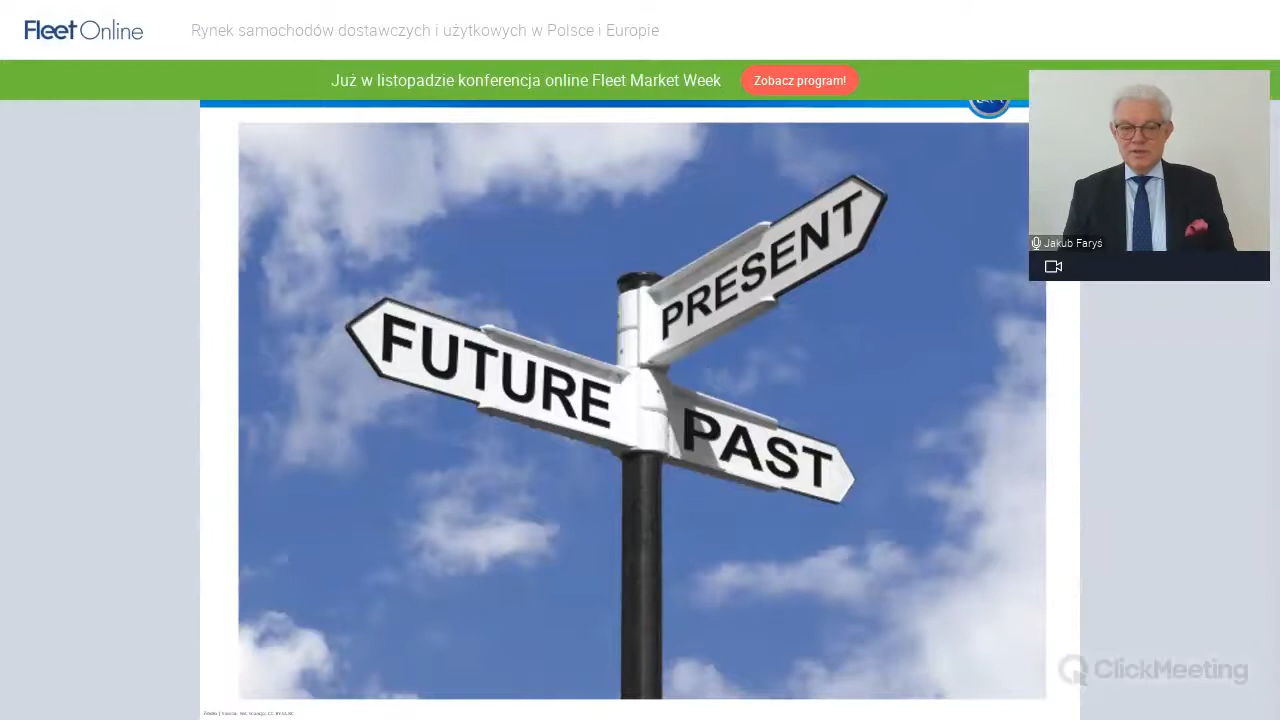 Fleet Online
Rynek samochodów dostawczych i użytkowych w Polsce i Europie
Już w listopadzie konferencja online Fleet Market Week
Zobacz program!
Jakub Faryś
PRESENT
FUTURE
PAST
ClickMeeting